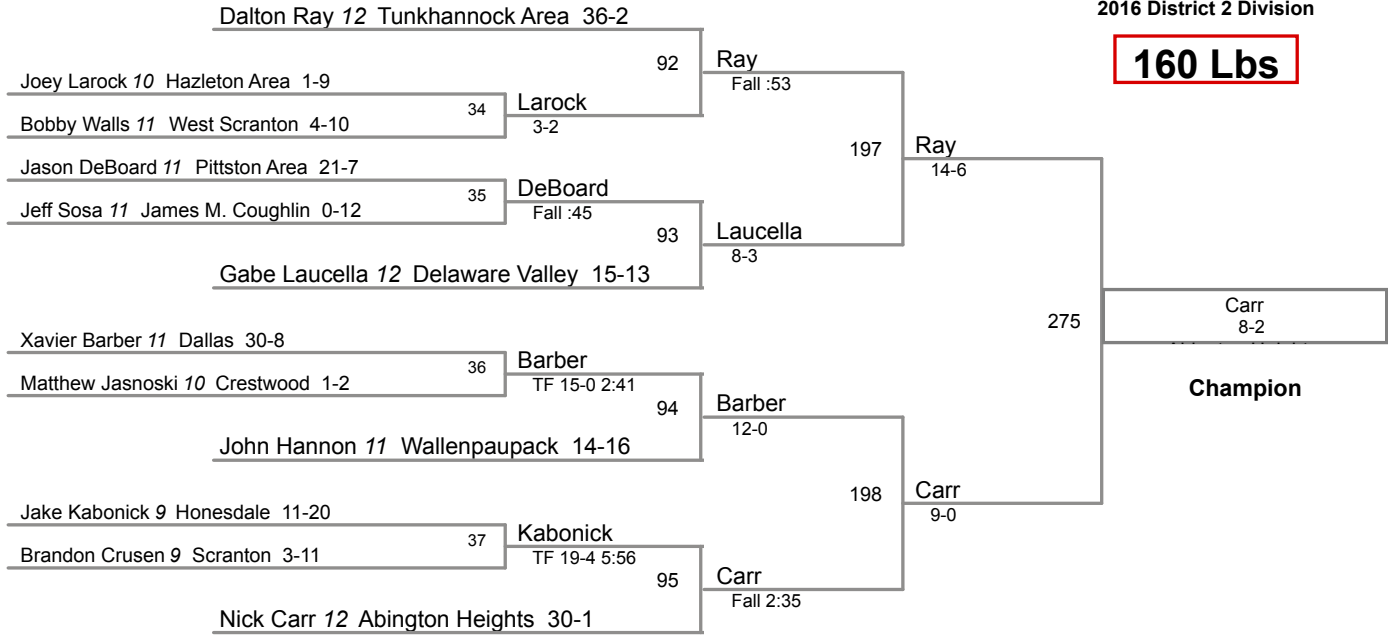 2016 District 2 Division
160 Lbs
Dalton Ray 12 Tunkhannock Area 36-2
92
Ray
Fall :53
Joey Larock 10 Hazleton Area 1-9
34
Larock
3-2
Bobby Walls 11 West Scranton 4-10
197
Ray
14-6
Jason DeBoard 11 Pittston Area 21-7
35
DeBoard
Fall :45
Jeff Sosa 11 James M. Coughlin 0-12
93
Laucella
8-3
Gabe Laucella 12 Delaware Valley 15-13
275
Carr
8-2
Champion
Xavier Barber 11 Dallas 30-8
36
Barber
TF 15-0 2:41
Matthew Jasnoski 10 Crestwood 1-2
94
Barber
12-0
John Hannon 11 Wallenpaupack 14-16
198
Carr
9-0
Jake Kabonick 9 Honesdale 11-20
37
Kabonick
TF 19-4 5:56
Brandon Crusen 9 Scranton 3-11
95
Carr
Fall 2:35
Nick Carr 12 Abington Heights 30-1